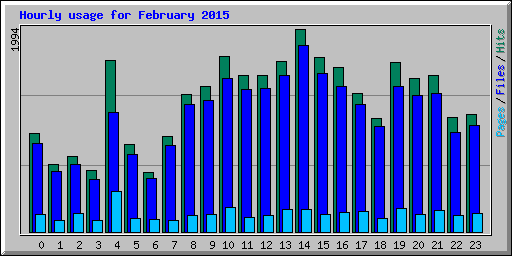 Hourly usage for February 2015
1994
Pages/Files/Hits
0 1 2 3 4 5 6 7 8 9 10 11 12 13 14 15 16 17 18 19 20 21 22 23